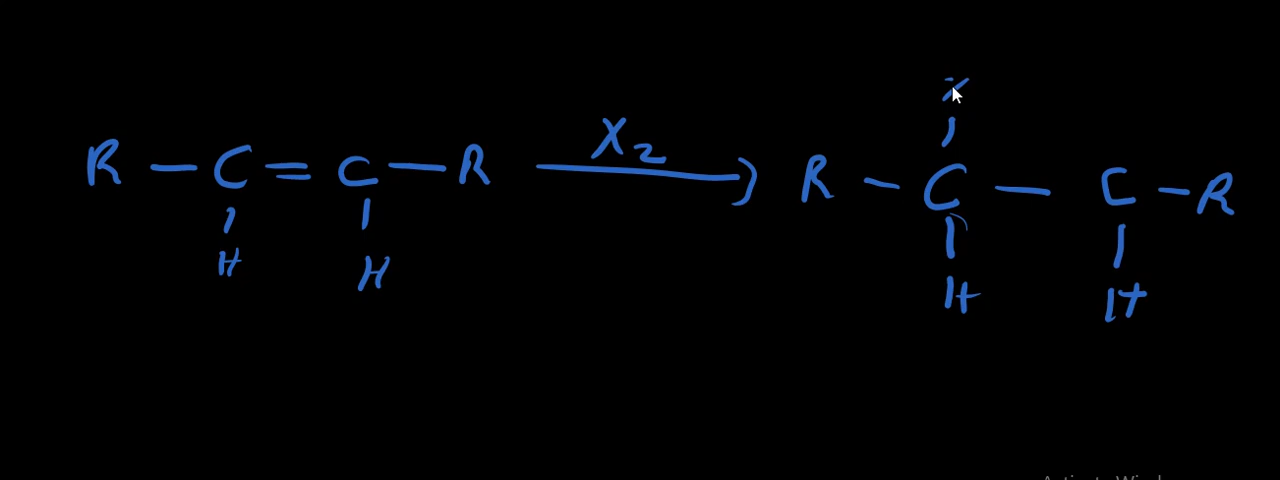 X
R — C = C — R X2 → R — C — C — R
H H H H